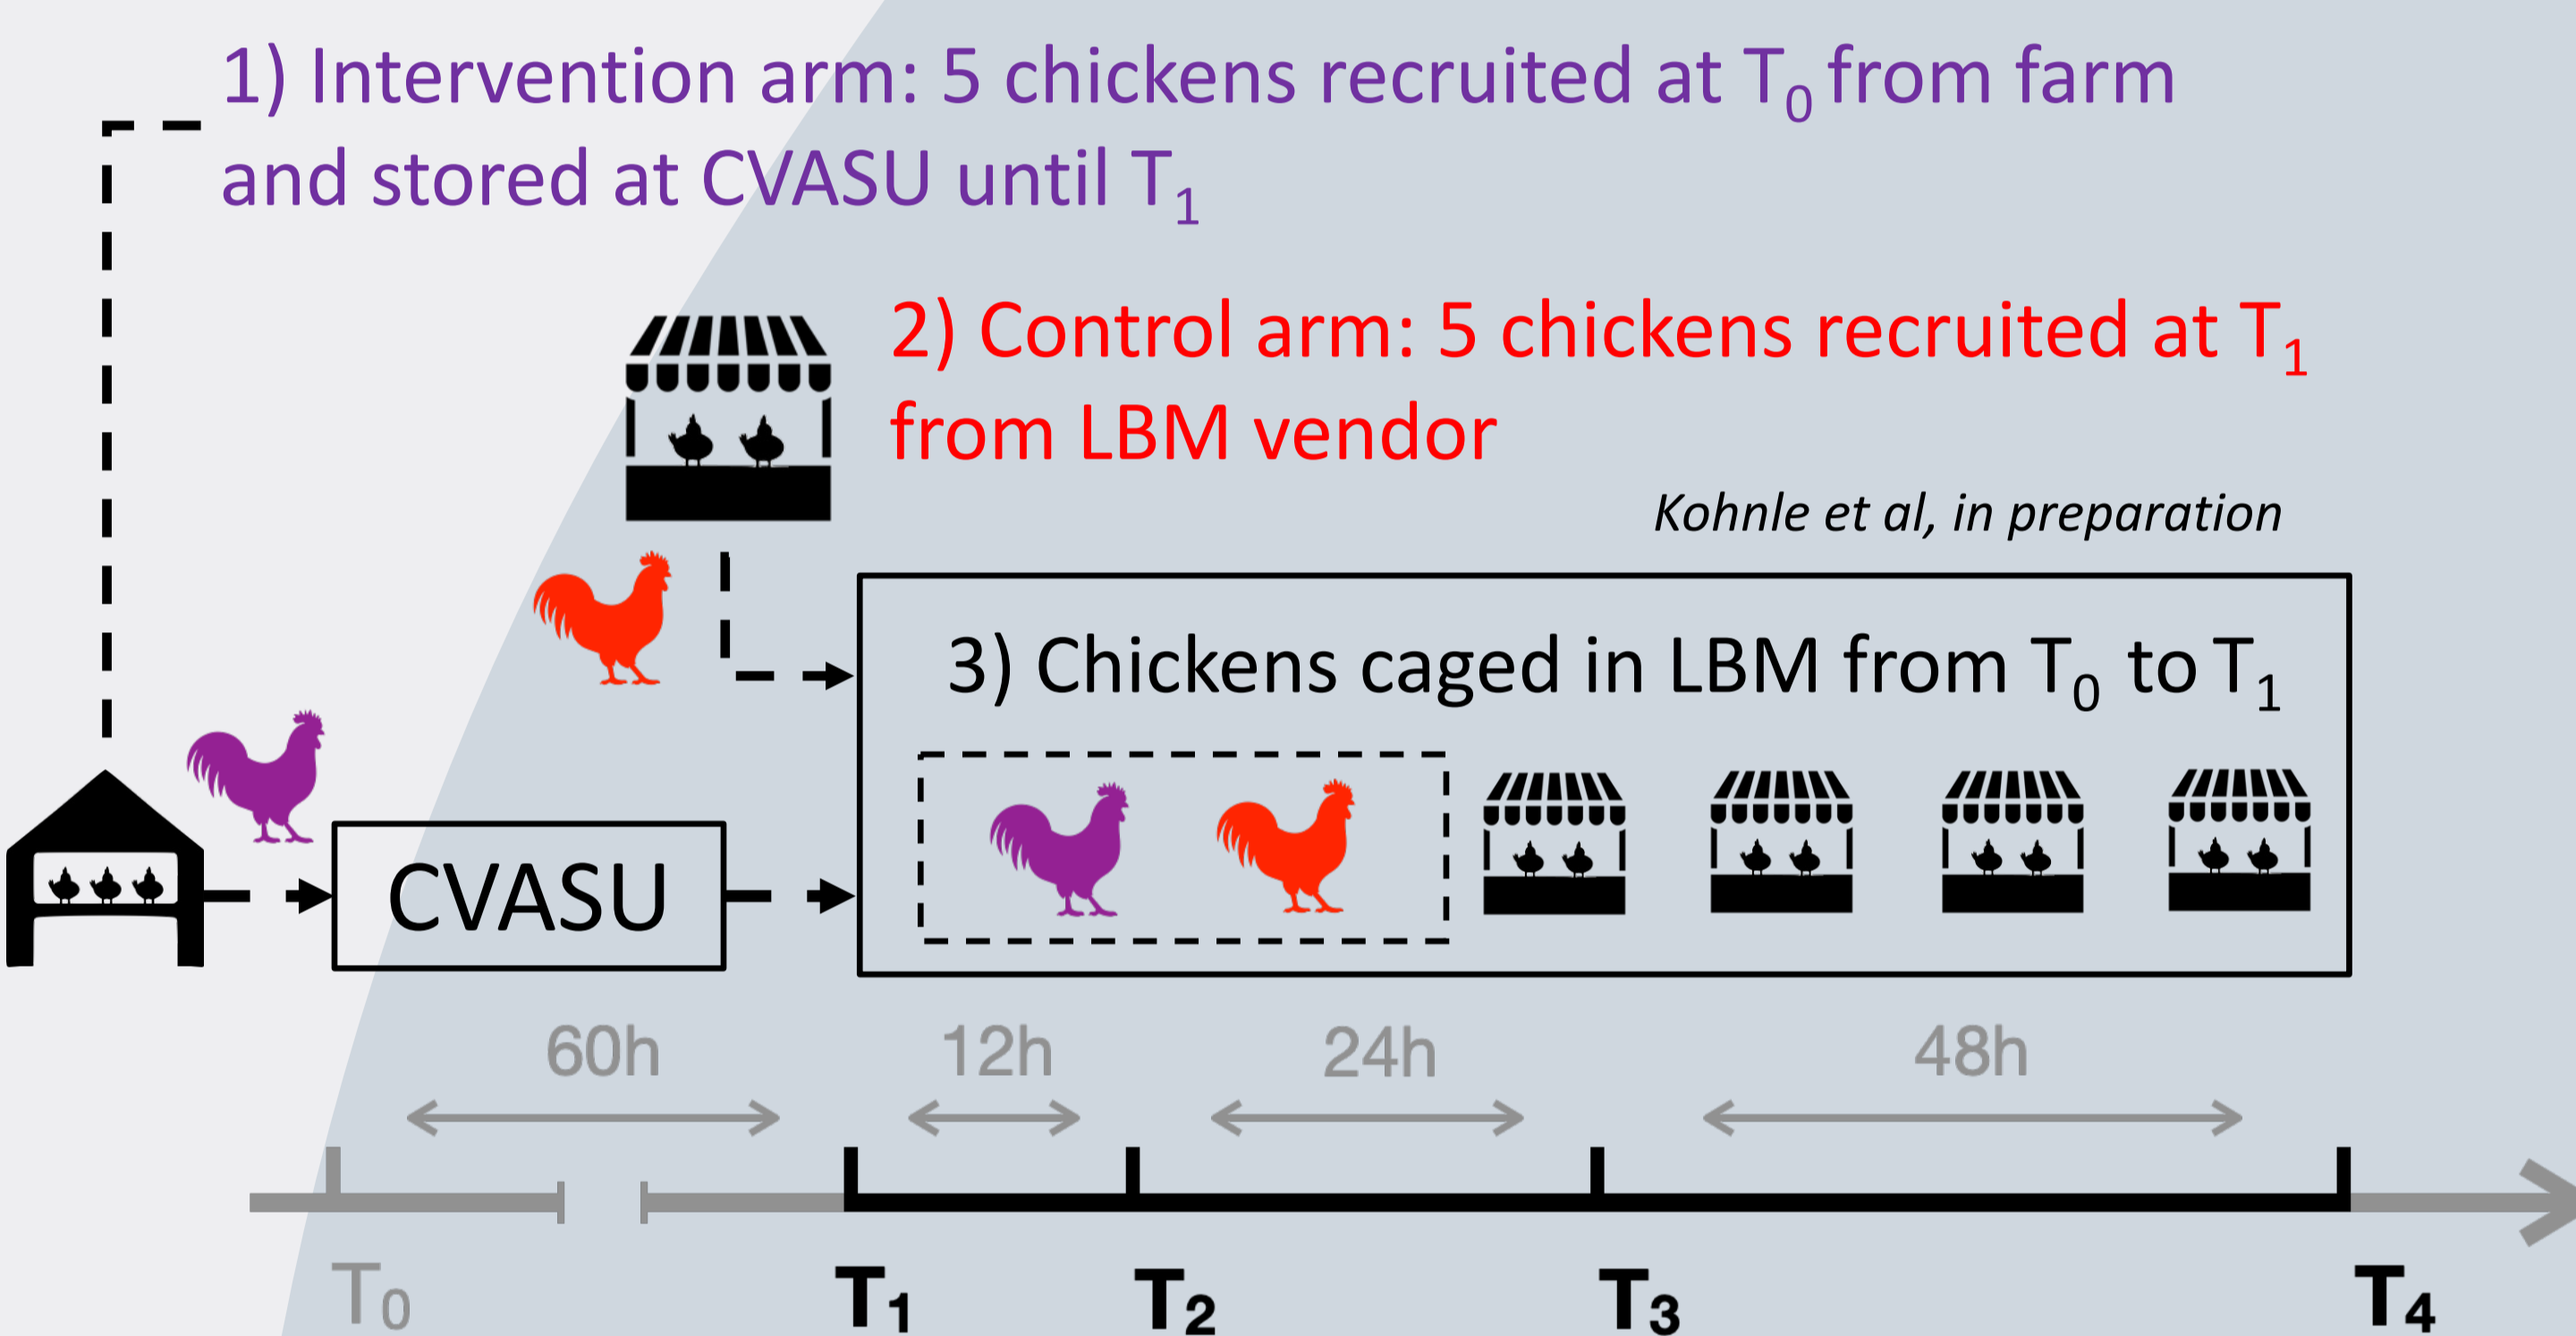 1) Intervention arm: 5 chickens recruited at T₀ from farm
and stored at CVASU until T₁
2) Control arm: 5 chickens recruited at T₁
from LBM vendor
Kohnle et al, in preparation
3) Chickens caged in LBM from T₀ to T₁
CVASU
60h 12h 24h 48h
T₀ T₁ T₂ T₃ T₄